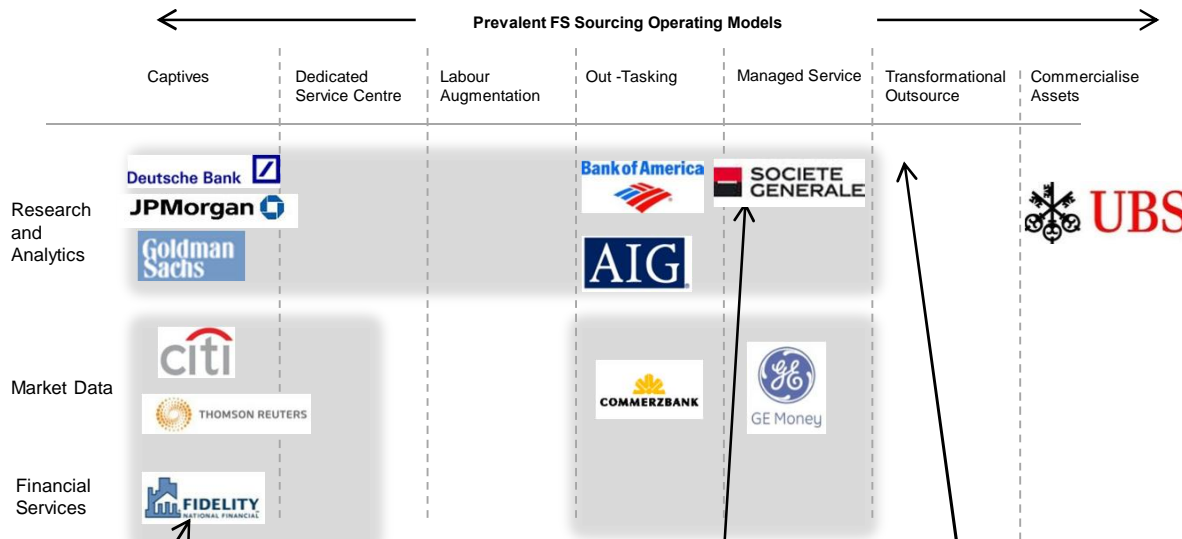 Prevalent FS Sourcing Operating Models
Captives
Dedicated
Service Centre
Labour
Augmentation
Out -Tasking
Managed Service
Transformational
Outsource
Commercialise
Assets
Research
and
Analytics
Deutsche Bank
JPMorgan
Goldman
Sachs
Bank of America
AIG
SOCIETE
GENERALE
UBS
Market Data
citi
THOMSON REUTERS
COMMERZBANK
GE
GE Money
Financial
Services
FIDELITY
NATIONAL FINANCIAL